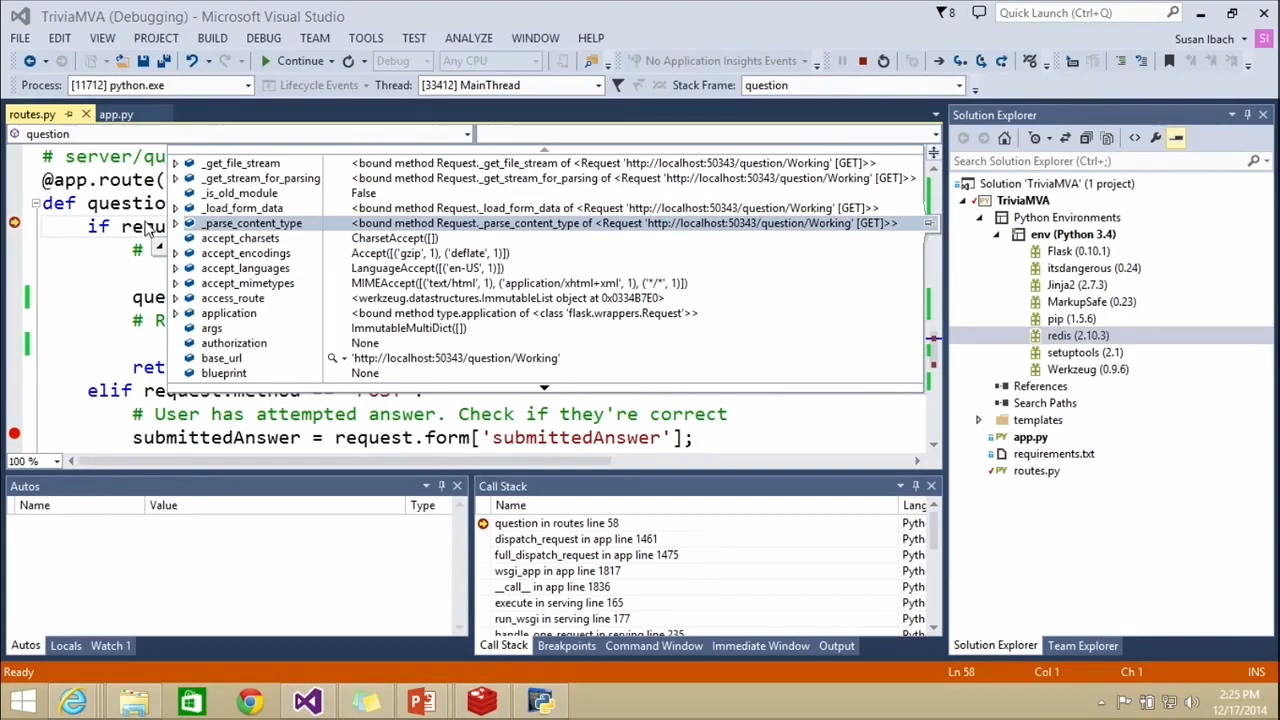 TriviaMVA (Debugging) - Microsoft Visual Studio
8
Quick Launch (Ctrl+Q)
FILE EDIT VIEW PROJECT BUILD DEBUG TEAM TOOLS TEST ANALYZE WINDOW HELP
Susan Ibach SI
Continue Debug Any CPU No Application Insights Events
Process: [11712] python.exe Lifecycle Events Thread: [33412] MainThread Stack Frame: question
routes.py app.py
question
# server/qu
@app.route(
def questio
if requ
#
que
# R
ret
elif request.method == 'POST':
# User has attempted answer. Check if they're correct
submittedAnswer = request.form['submittedAnswer'];
_get_file_stream <bound method Request._get_file_stream of <Request 'http://localhost:50343/question/Working' [GET]>>
_get_stream_for_parsing <bound method Request._get_stream_for_parsing of <Request 'http://localhost:50343/question/Working' [GET]>>
_is_old_module False
_load_form_data <bound method Request._load_form_data of <Request 'http://localhost:50343/question/Working' [GET]>>
_parse_content_type <bound method Request._parse_content_type of <Request 'http://localhost:50343/question/Working' [GET]>>
accept_charsets CharsetAccept([])
accept_encodings Accept([('gzip', 1), ('deflate', 1)])
accept_languages LanguageAccept([('en-US', 1)])
accept_mimetypes MIMEAccept([('text/html', 1), ('application/xhtml+xml', 1), ('*/*', 1)])
access_route <werkzeug.datastructures.ImmutableList object at 0x0334B7E0>
application <bound method type.application of <class 'flask.wrappers.Request'>>
args ImmutableMultiDict([])
authorization None
base_url 'http://localhost:50343/question/Working'
blueprint None
100 %
Solution Explorer
Search Solution Explorer (Ctrl+;)
Solution 'TriviaMVA' (1 project)
TriviaMVA
Python Environments
env (Python 3.4)
Flask (0.10.1)
itsdangerous (0.24)
Jinja2 (2.7.3)
MarkupSafe (0.23)
pip (1.5.6)
redis (2.10.3)
setuptools (2.1)
Werkzeug (0.9.6)
References
Search Paths
templates
app.py
requirements.txt
routes.py
Solution Explorer Team Explorer
Autos
Name Value Type
Autos Locals Watch 1
Call Stack
Name Lang
question in routes line 58 Pyth
dispatch_request in app line 1461 Pyth
full_dispatch_request in app line 1475 Pyth
wsgi_app in app line 1817 Pyth
__call__ in app line 1836 Pyth
execute in serving line 165 Pyth
run_wsgi in serving line 177 Pyth
handle_one_request in serving line 235 Pyth
Call Stack Breakpoints Command Window Immediate Window Output
Ready Ln 58 Col 1 Ch 1 INS
2:25 PM
12/17/2014